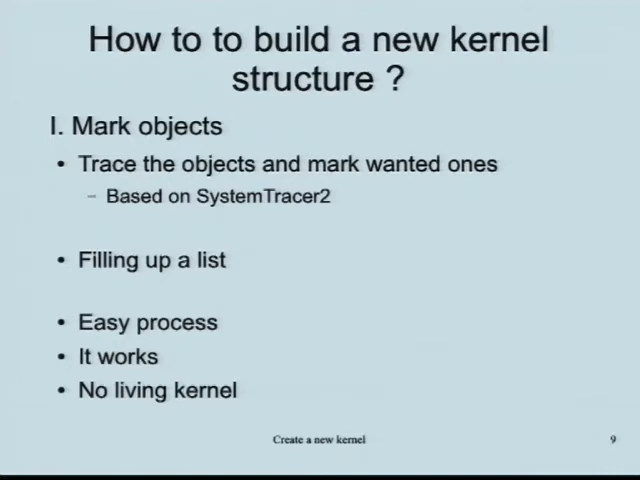 How to to build a new kernel
structure ?
I. Mark objects
• Trace the objects and mark wanted ones
– Based on SystemTracer2
• Filling up a list
• Easy process
• It works
• No living kernel
Create a new kernel
9